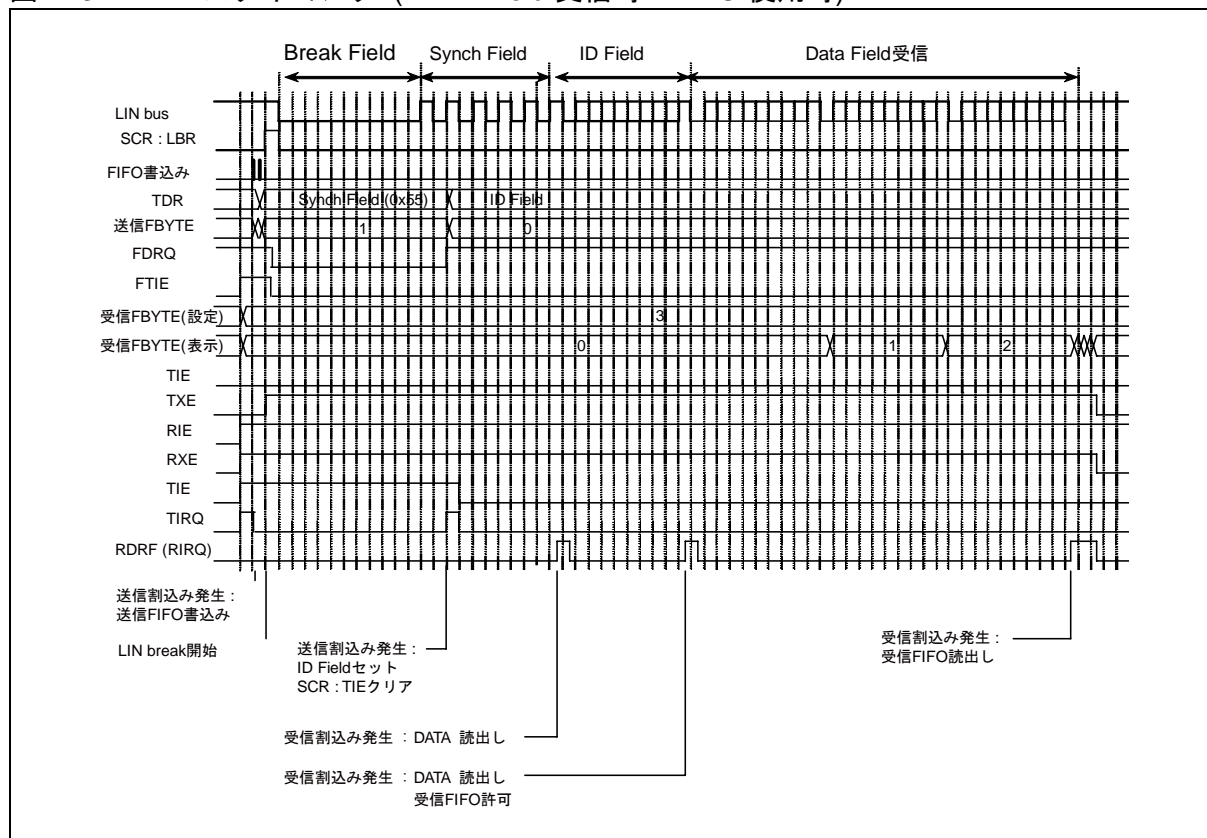 Break Field Synch Field ID Field Data Field受信
LIN bus
SCR : LBR
FIFO書込み
TDR Synch Field (0x55) ID Field
送信FBYTE 1 0
FDRQ
FTIE
受信FBYTE(設定) 3
受信FBYTE(表示) 0 1 2
TIE
TXE
RIE
RXE
TIE
TIRQ
RDRF (RIRQ)
送信割込み発生 :
送信FIFO書込み
LIN break開始
送信割込み発生 :
ID Fieldセット
SCR : TIEクリア
受信割込み発生 :
受信FIFO読出し
受信割込み発生 : DATA 読出し
受信割込み発生 : DATA 読出し
受信FIFO許可